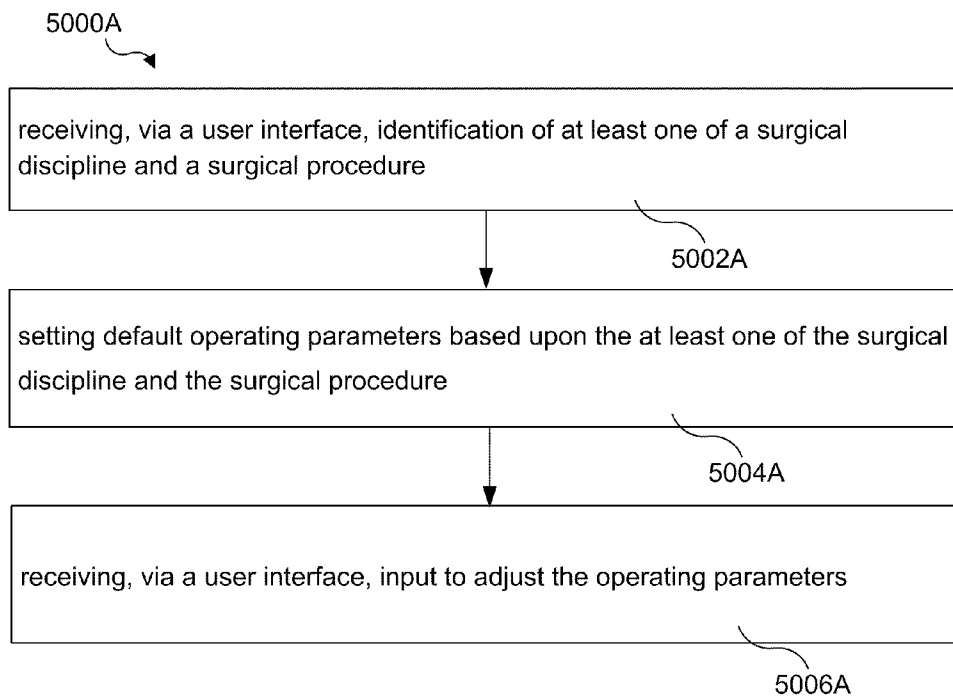 5000A
receiving, via a user interface, identification of at least one of a surgical
discipline and a surgical procedure
5002A
setting default operating parameters based upon the at least one of the surgical
discipline and the surgical procedure
5004A
receiving, via a user interface, input to adjust the operating parameters
5006A